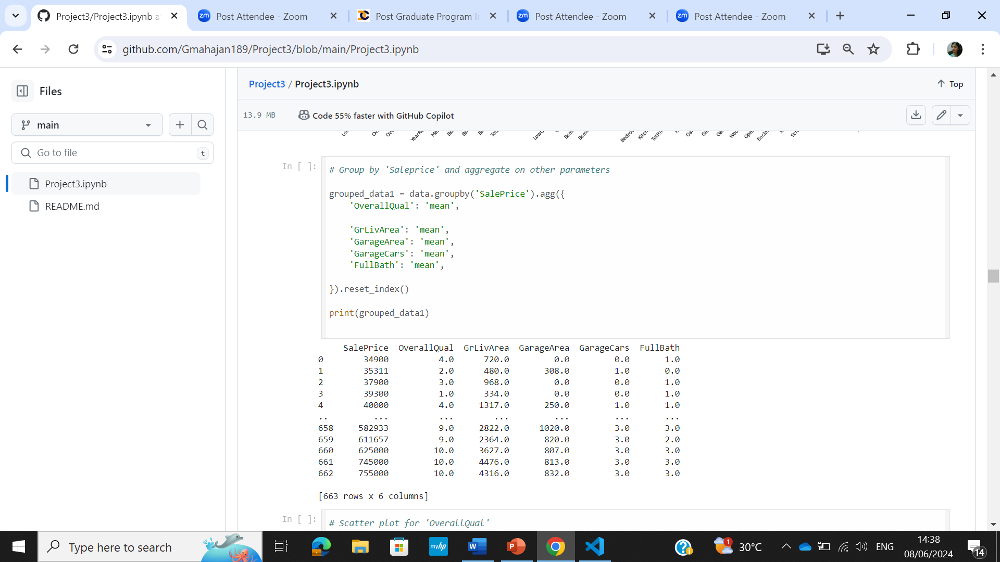 Project3/Project3.ipynb a
Post Attendee - Zoom
Post Graduate Program I
Post Attendee - Zoom
Post Attendee - Zoom
github.com/Gmahajan189/Project3/blob/main/Project3.ipynb
Files
main
Go to file
t
Project3.ipynb
README.md
Project3 / Project3.ipynb
Top
13.9 MB
Code 55% faster with GitHub Copilot
In [ ]:
# Group by 'Saleprice' and aggregate on other parameters
grouped_data1 = data.groupby('SalePrice').agg({
'OverallQual': 'mean',
'GrLivArea': 'mean',
'GarageArea': 'mean',
'GarageCars': 'mean',
'FullBath': 'mean',
}).reset_index()
print(grouped_data1)
SalePrice OverallQual GrLivArea GarageArea GarageCars FullBath
0 34900 4.0 720.0 0.0 0.0 1.0
1 35311 2.0 480.0 308.0 1.0 0.0
2 37900 3.0 968.0 0.0 0.0 1.0
3 39300 1.0 334.0 0.0 0.0 1.0
4 40000 4.0 1317.0 250.0 1.0 1.0
.. ... ... ... ... ... ...
658 582933 9.0 2822.0 1020.0 3.0 3.0
659 611657 9.0 2364.0 820.0 3.0 2.0
660 625000 10.0 3627.0 807.0 3.0 3.0
661 745000 10.0 4476.0 813.0 3.0 3.0
662 755000 10.0 4316.0 832.0 3.0 3.0
[663 rows x 6 columns]
In [ ]:
# Scatter plot for 'OverallQual'
Type here to search
myhp
1
30°C
ENG
14:38
08/06/2024
14